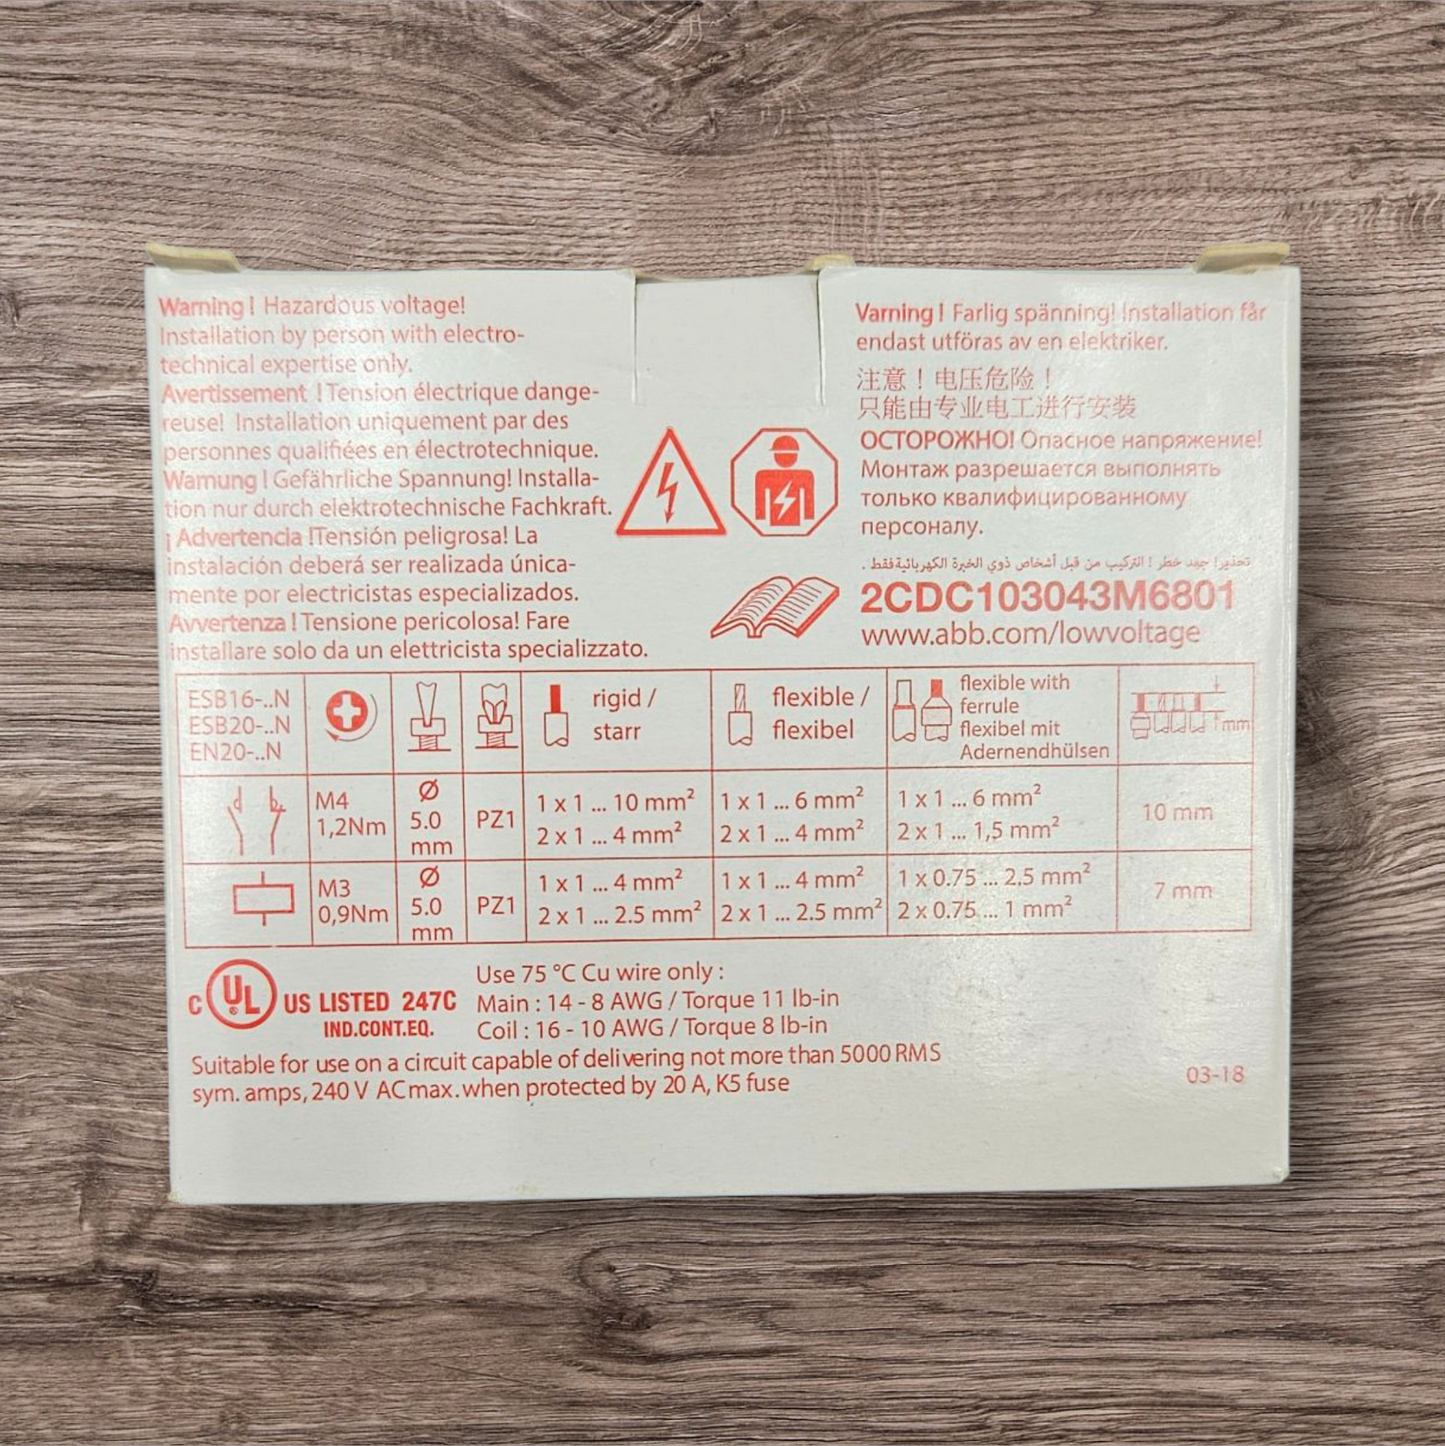 Warning ! Hazardous voltage!
Installation by person with electro-
technical expertise only.
Avertissement ! Tension électrique dange-
reuse! Installation uniquement par des
personnes qualifiées en électrotechnique.
Warnung ! Gefährliche Spannung! Installa-
tion nur durch elektrotechnische Fachkraft.
¡ Advertencia !Tensión peligrosa! La
instalación deberá ser realizada única-
mente por electricistas especializados.
Avvertenza ! Tensione pericolosa! Fare
installare solo da un elettricista specializzato.
Varning ! Farlig spänning! Installation får
endast utföras av en elektriker.
注意！电压危险！
只能由专业电工进行安装
ОСТОРОЖНО! Опасное напряжение!
Монтаж разрешается выполнять
только квалифицированному
персоналу.
تحذير! جهد خطر ! التركيب من قبل أشخاص ذوي الخبرة الكهربائية فقط .
2CDC103043M6801
www.abb.com/lowvoltage
ESB16-..N
ESB20-..N
EN20-..N
rigid /
starr
flexible /
flexibel
flexible with
ferrule
flexibel mit
Adernendhülsen
mm
M4
1,2Nm
Ø
5.0
mm
PZ1
1 x 1 ... 10 mm²
2 x 1 ... 4 mm²
1 x 1 ... 6 mm²
2 x 1 ... 4 mm²
1 x 1 ... 6 mm²
2 x 1 ... 1,5 mm²
10 mm
M3
0,9Nm
Ø
5.0
mm
PZ1
1 x 1 ... 4 mm²
2 x 1 ... 2.5 mm²
1 x 1 ... 4 mm²
2 x 1 ... 2.5 mm²
1 x 0.75 ... 2,5 mm²
2 x 0.75 ... 1 mm²
7 mm
C UL ® US LISTED 247C
IND.CONT.EQ.
Use 75 °C Cu wire only :
Main : 14 - 8 AWG / Torque 11 lb-in
Coil : 16 - 10 AWG / Torque 8 lb-in
Suitable for use on a circuit capable of delivering not more than 5000 RMS
sym. amps, 240 V AC max. when protected by 20 A, K5 fuse
03-18